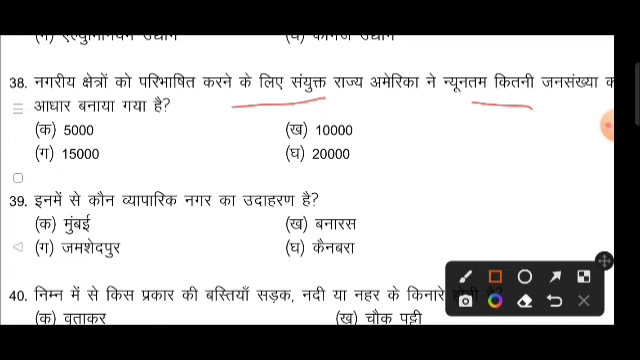 38. नगरीय क्षेत्रों को परिभाषित करने के लिए संयुक्त राज्य अमेरिका ने न्यूनतम कितनी जनसंख्या
आधार बनाया गया है?
(क) 5000 (ख) 10000
(ग) 15000 (घ) 20000
39. इनमें से कौन व्यापारिक नगर का उदाहरण है?
(क) मुंबई (ख) बनारस
(ग) जमशेदपुर (घ) कैनबरा
40. निम्न में से किस प्रकार की बस्तियाँ सड़क, नदी या नहर के किनारे
(क) (ख) चौक पट्टी